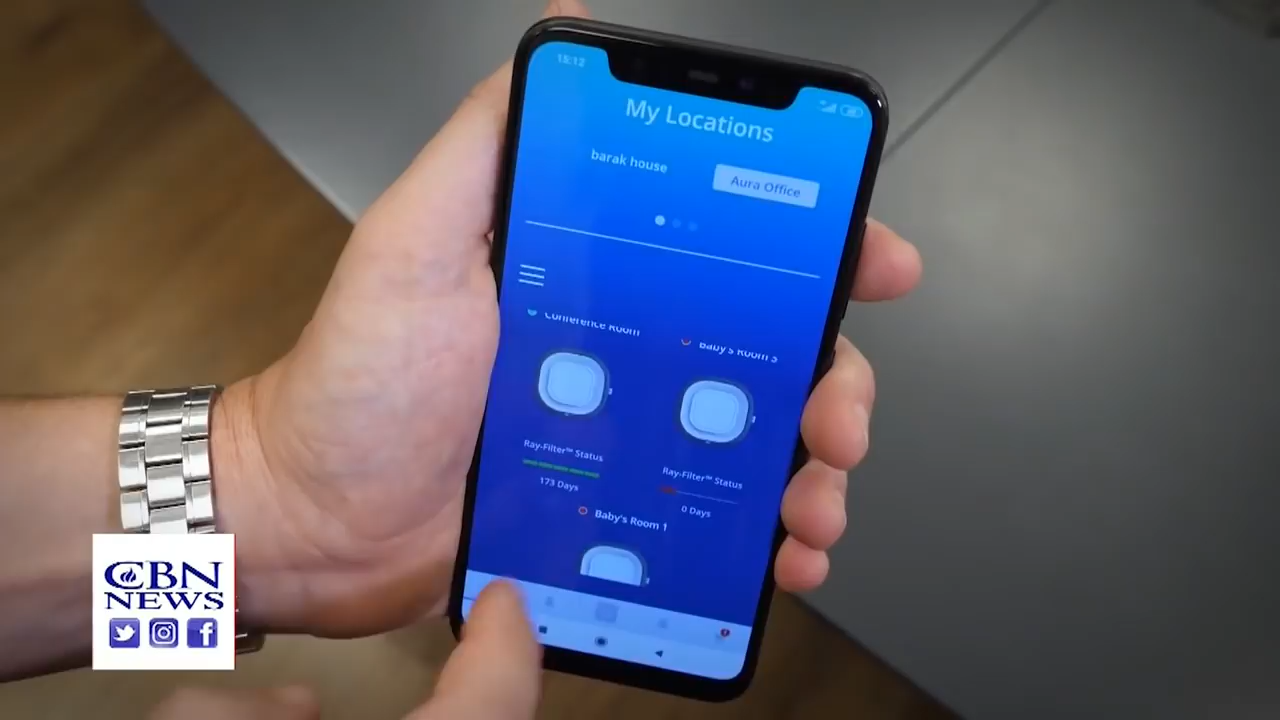 15:12
My Locations
barak house
Aura Office
Conference Room
Baby's Room 3
Ray-Filter™ Status
173 Days
Ray-Filter™ Status
0 Days
Baby's Room 1
CBN
NEWS